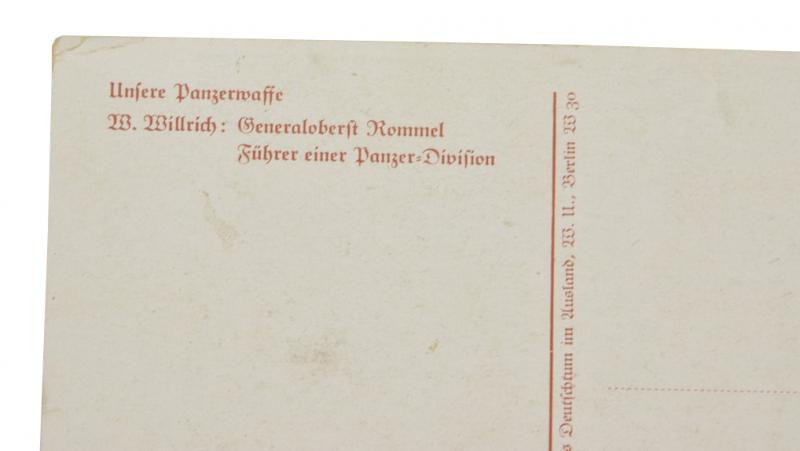 Unsere Panzerwaffe
W. Willrich: Generaloberst Rommel
Führer einer Panzer-Division
Deutschtum im Ausland, W. U., Berlin W 30